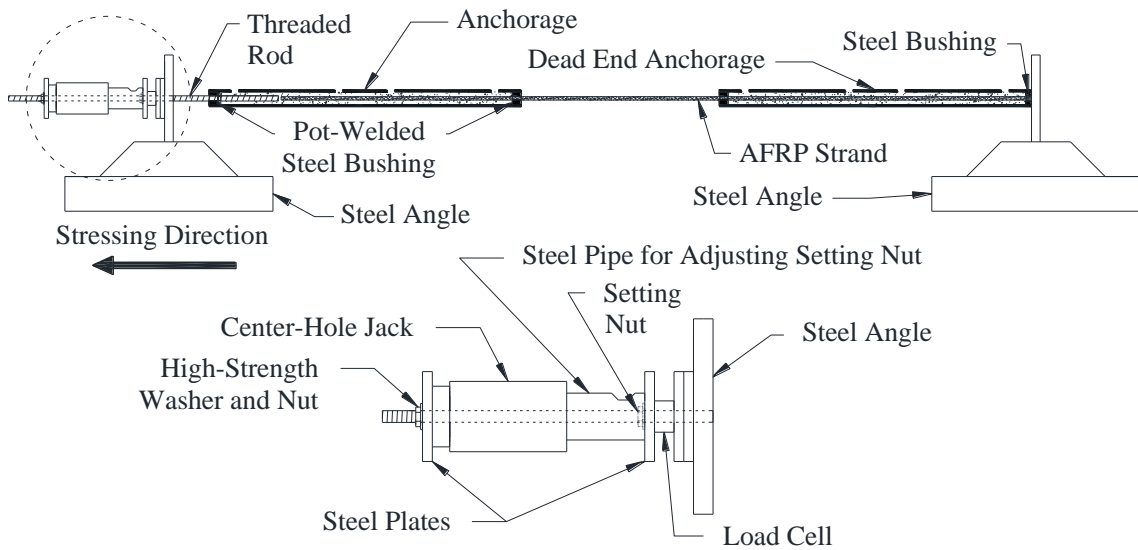 Threaded
Rod
Anchorage
Dead End Anchorage
Steel Bushing
Pot-Welded
Steel Bushing
AFRP Strand
Steel Angle
Steel Angle
Stressing Direction
Steel Pipe for Adjusting Setting Nut
Setting
Nut
Center-Hole Jack
Steel Angle
High-Strength
Washer and Nut
Steel Plates
Load Cell